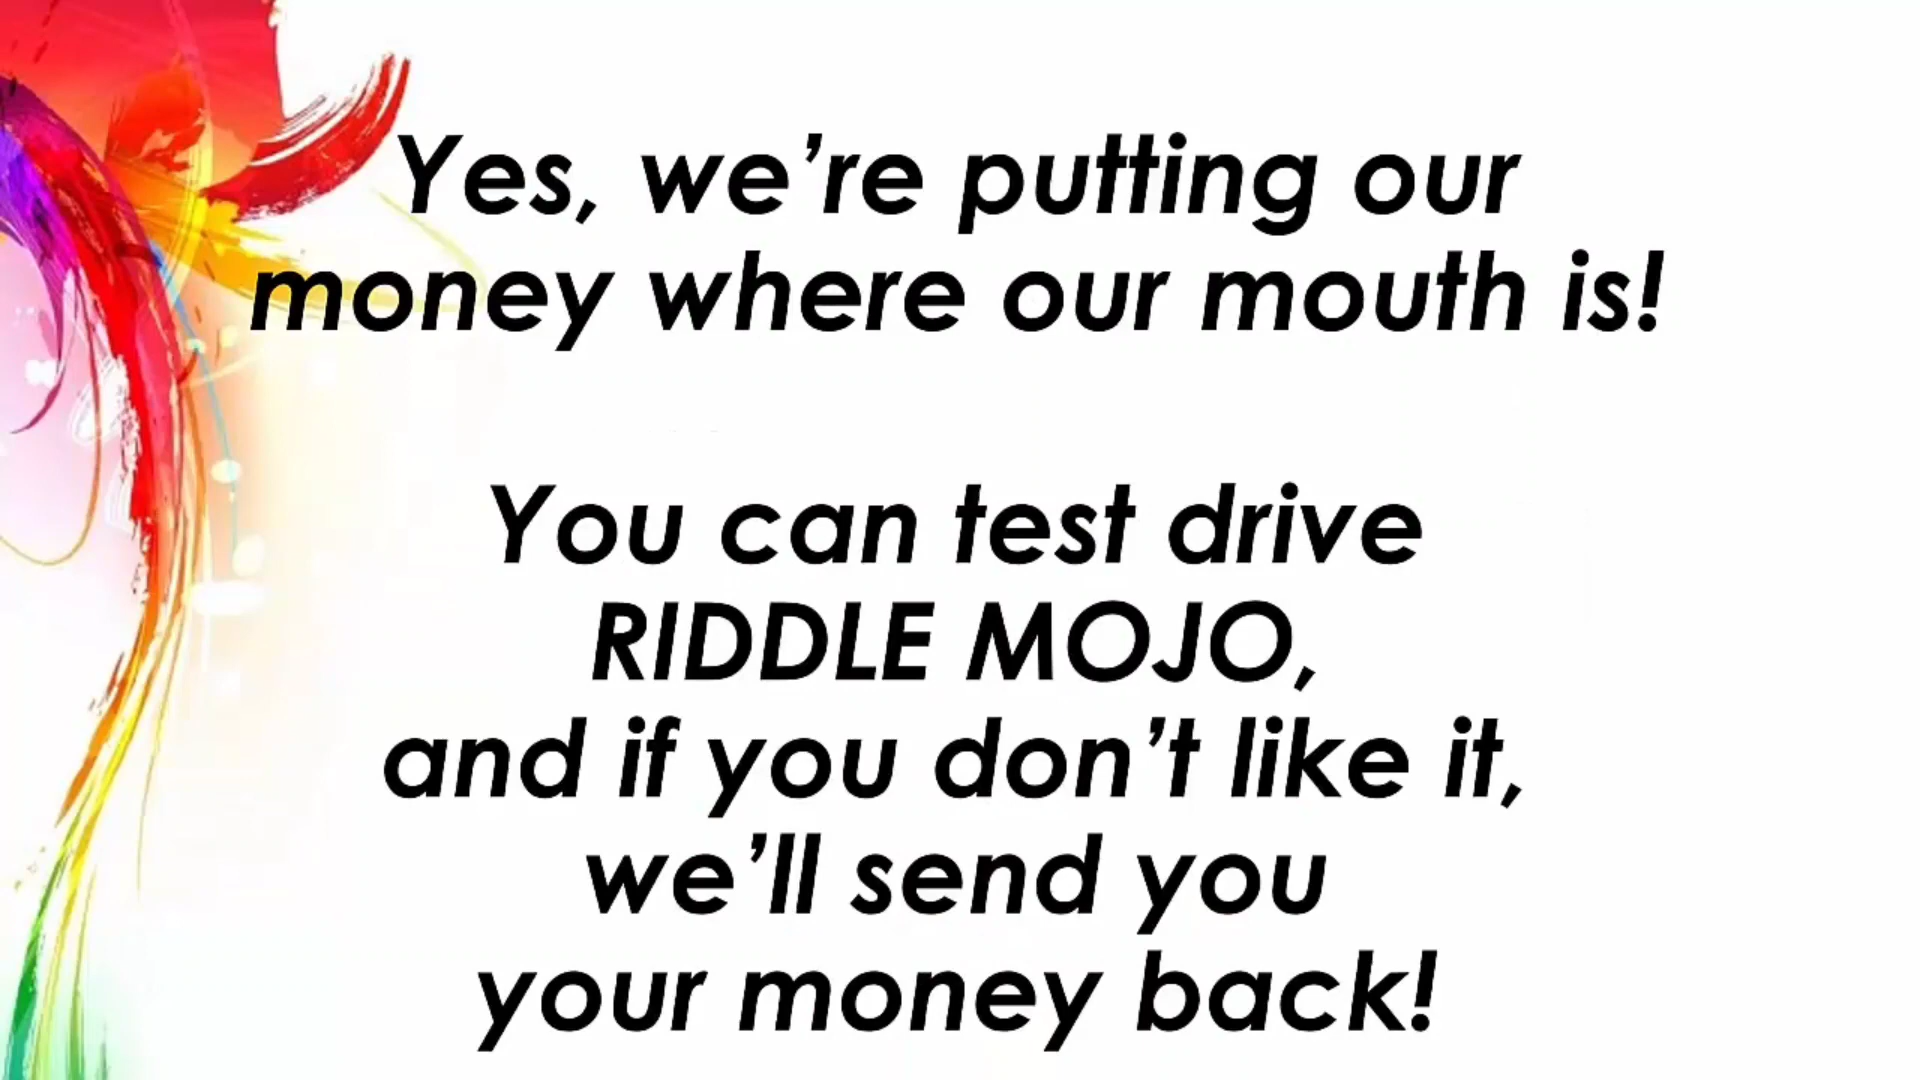 Yes, we’re putting our
money where our mouth is!
You can test drive
RIDDLE MOJO,
and if you don’t like it,
we’ll send you
your money back!